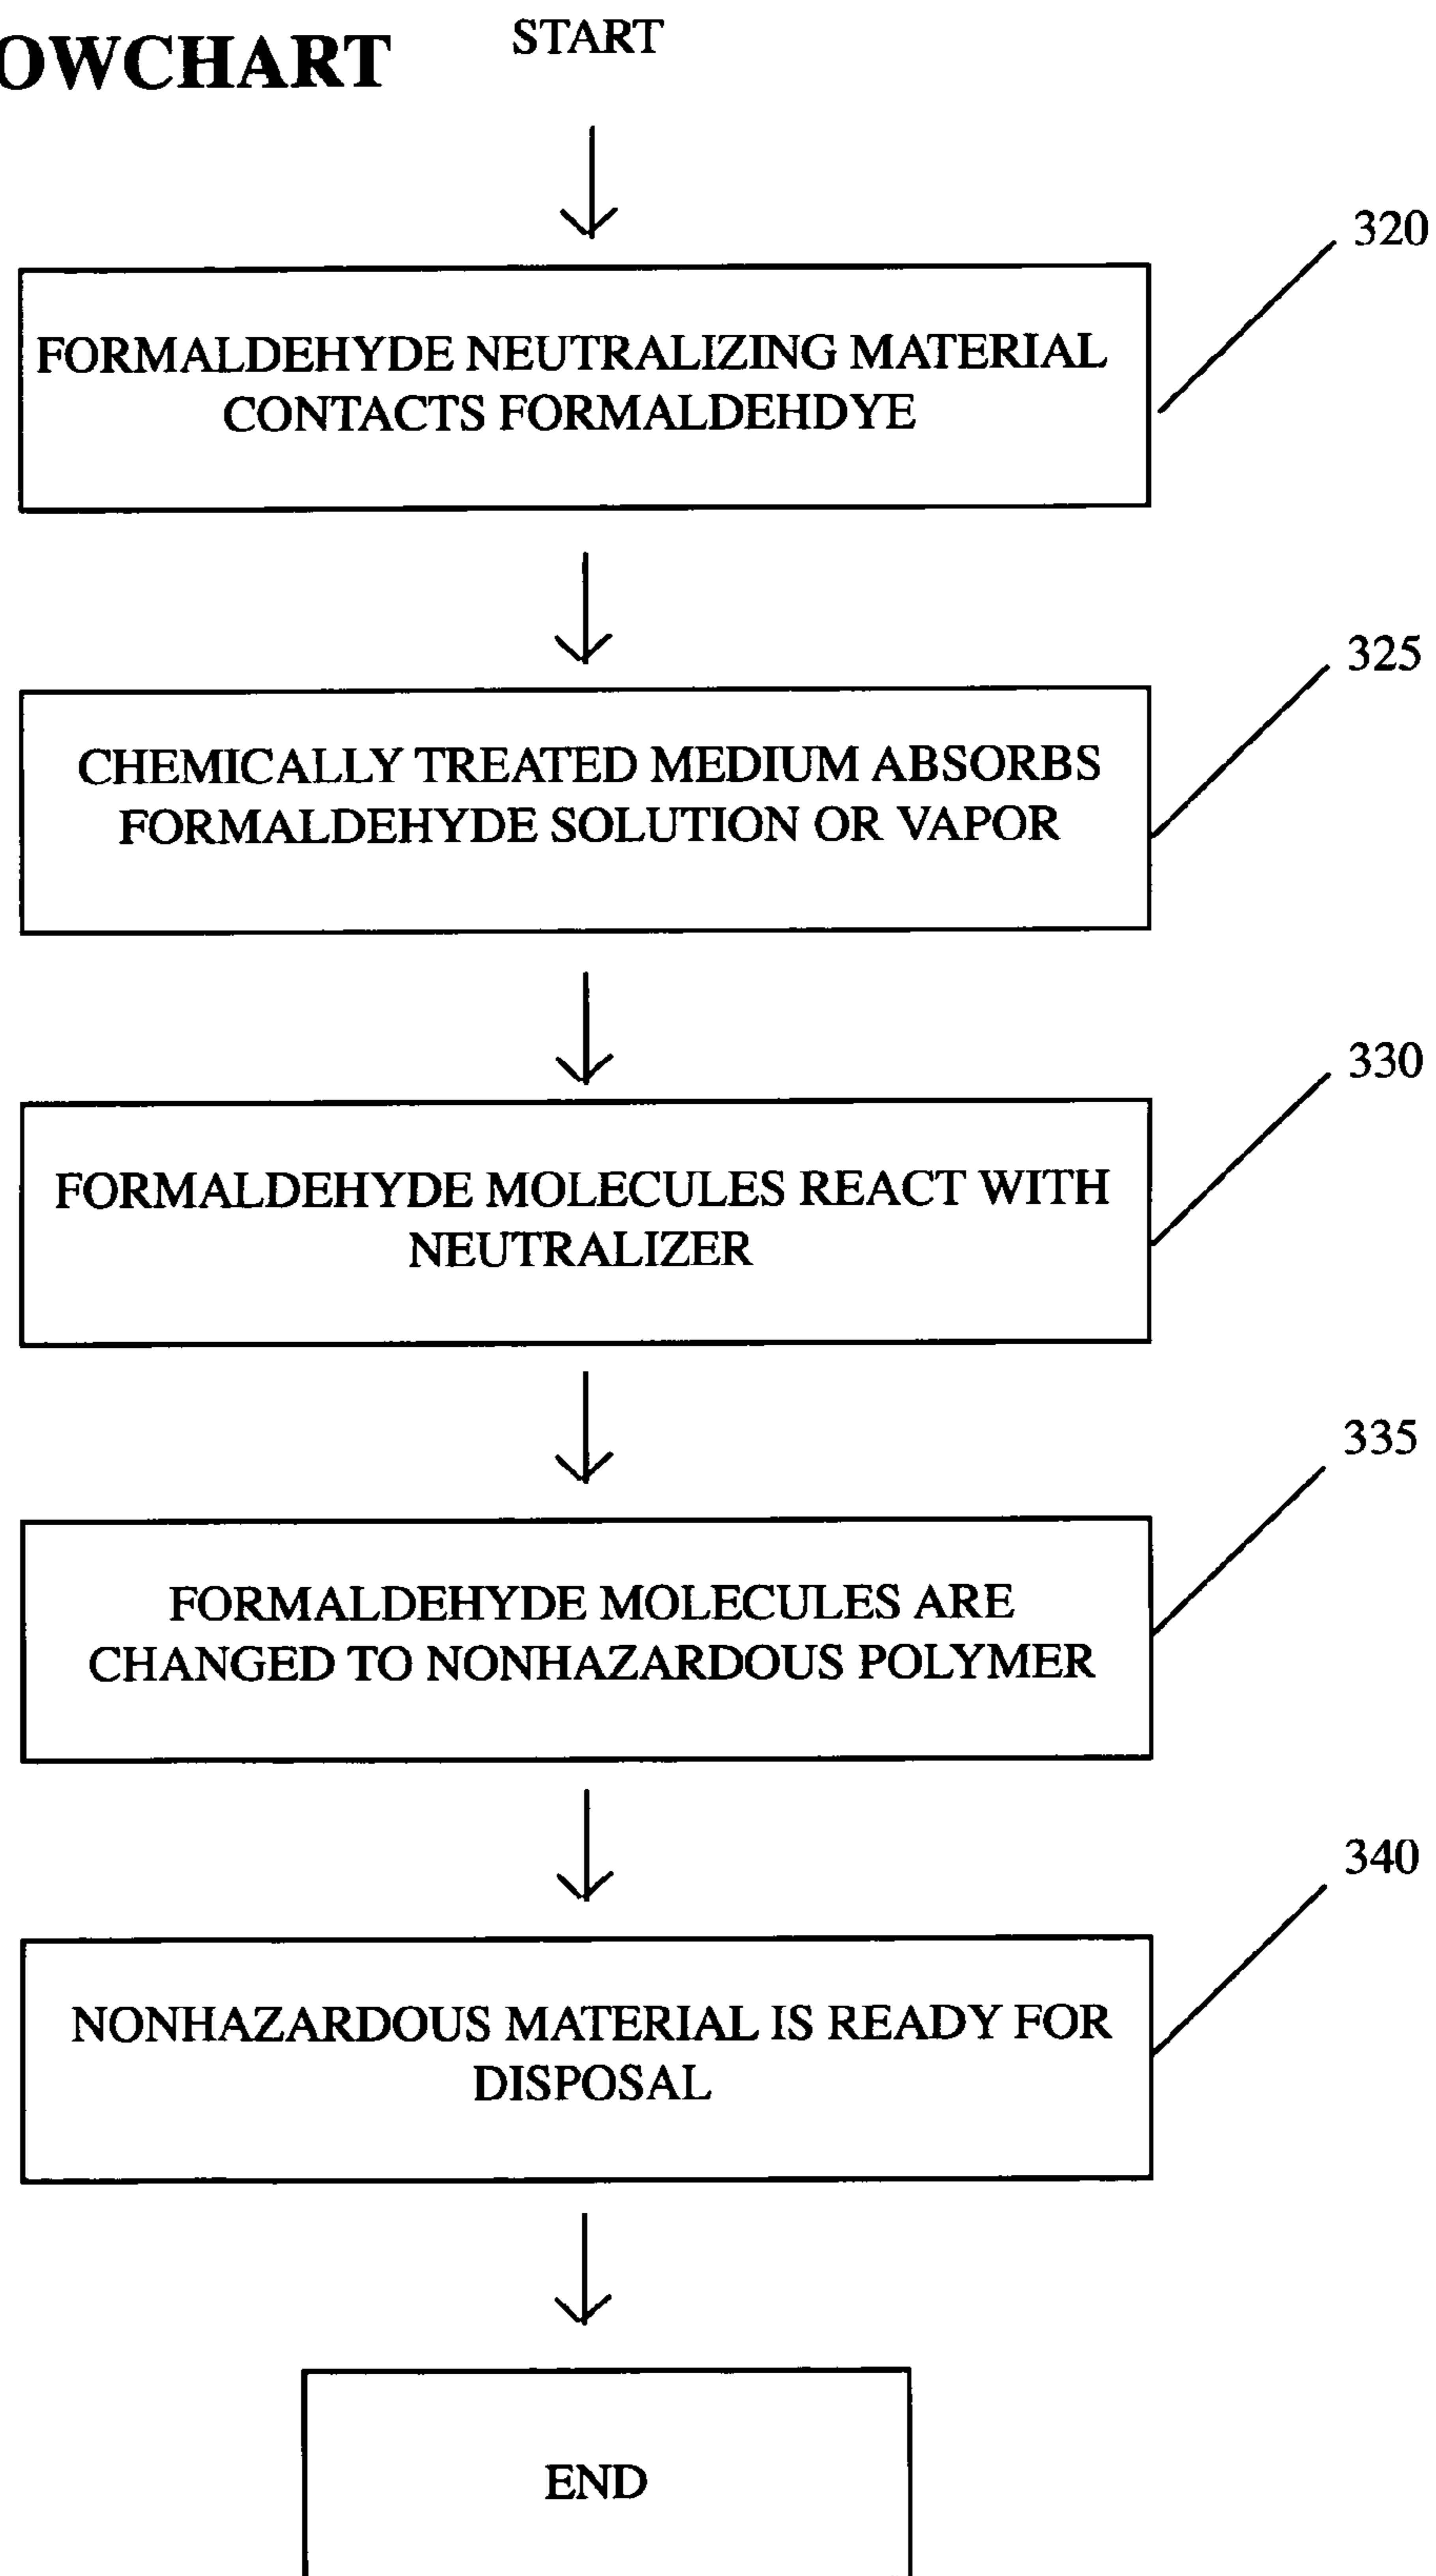 OWCHART
START
320
FORMALDEHYDE NEUTRALIZING MATERIAL
CONTACTS FORMALDEHDYE
325
CHEMICALLY TREATED MEDIUM ABSORBS
FORMALDEHYDE SOLUTION OR VAPOR
330
FORMALDEHYDE MOLECULES REACT WITH
NEUTRALIZER
335
FORMALDEHYDE MOLECULES ARE
CHANGED TO NONHAZARDOUS POLYMER
340
NONHAZARDOUS MATERIAL IS READY FOR
DISPOSAL
END